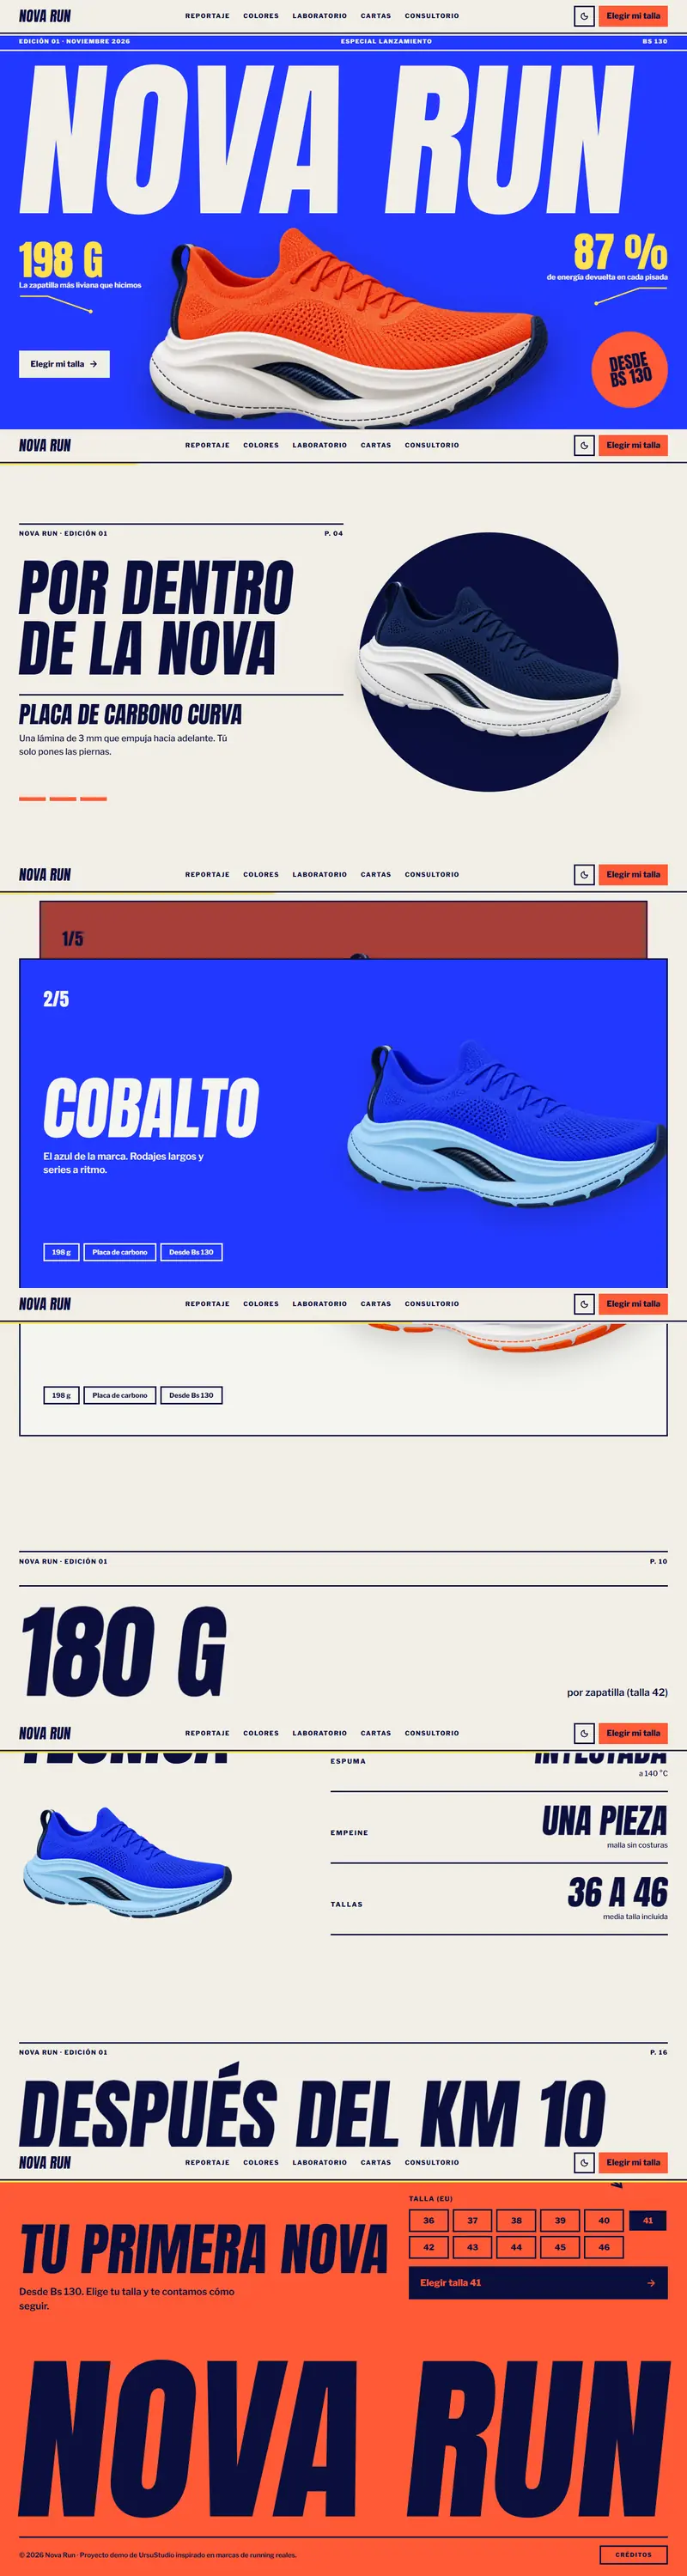 NOVA RUN
REPORTAJE COLORES LABORATORIO CARTAS CONSULTORIO
Elegir mi talla
EDICIÓN 01 · NOVIEMBRE 2026
ESPECIAL LANZAMIENTO
BS 130
NOVA RUN
198 G
La zapatilla más liviana que hicimos
87 %
de energía devuelta en cada pisada
Elegir mi talla →
DESDE
BS 130
NOVA RUN
REPORTAJE COLORES LABORATORIO CARTAS CONSULTORIO
Elegir mi talla
NOVA RUN · EDICIÓN 01
P. 04
POR DENTRO
DE LA NOVA
PLACA DE CARBONO CURVA
Una lámina de 3 mm que empuja hacia adelante. Tú
solo pones las piernas.
NOVA RUN
REPORTAJE COLORES LABORATORIO CARTAS CONSULTORIO
Elegir mi talla
1/5
2/5
COBALTO
El azul de la marca. Rodajes largos y
series a ritmo.
198 g
Placa de carbono
Desde Bs 130
NOVA RUN
REPORTAJE COLORES LABORATORIO CARTAS CONSULTORIO
Elegir mi talla
198 g
Placa de carbono
Desde Bs 130
NOVA RUN · EDICIÓN 01
P. 10
180 G
por zapatilla (talla 42)
NOVA RUN
REPORTAJE COLORES LABORATORIO CARTAS CONSULTORIO
Elegir mi talla
TÉCNICA
ESPUMA
INYECTADA
a 140 °C
EMPEINE
UNA PIEZA
malla sin costuras
TALLAS
36 A 46
media talla incluida
NOVA RUN · EDICIÓN 01
P. 16
DESPUÉS DEL KM 10
NOVA RUN
REPORTAJE COLORES LABORATORIO CARTAS CONSULTORIO
Elegir mi talla
TALLA (EU)
36 37 38 39 40 41
42 43 44 45 46
TU PRIMERA NOVA
Desde Bs 130. Elige tu talla y te contamos cómo
seguir.
Elegir talla 41 →
NOVA RUN
© 2026 Nova Run · Proyecto demo de UrsuStudio inspirado en marcas de running reales.
CRÉDITOS